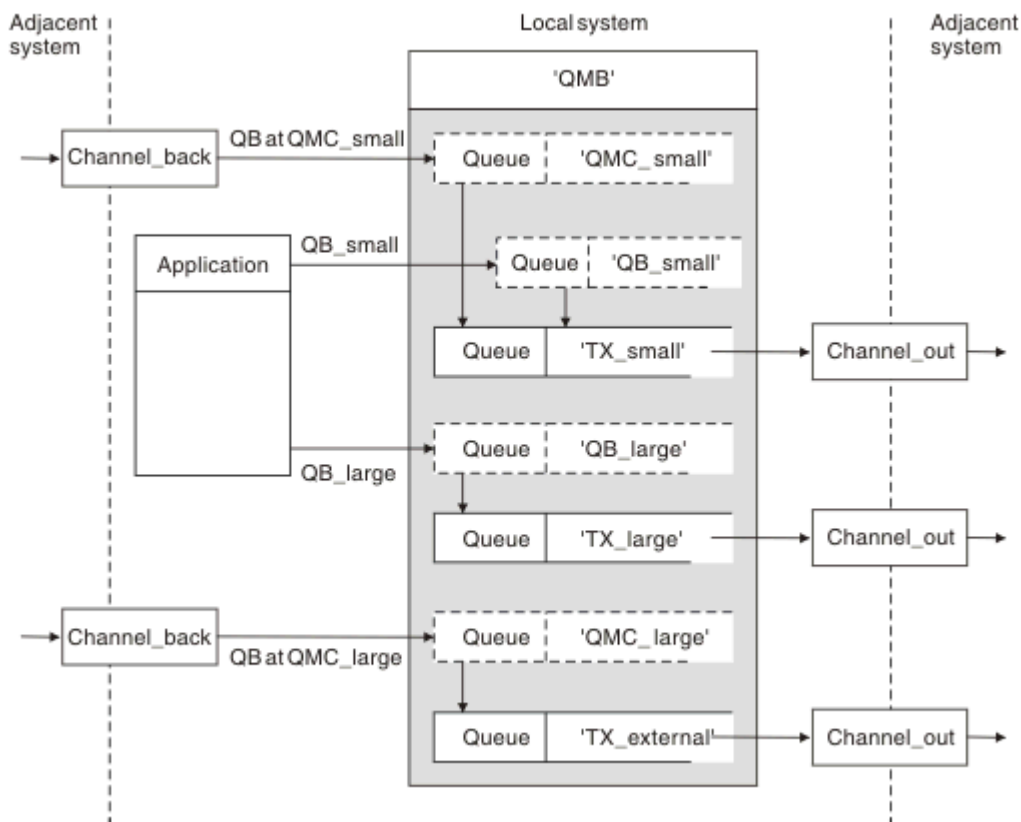 Adjacent
system
Local system
Adjacent
system
'QMB'
Channel_back
QB at QMC_small
Queue
'QMC_small'
Application
QB_small
Queue
'QB_small'
Queue
'TX_small'
Channel_out
QB_large
Queue
'QB_large'
Queue
'TX_large'
Channel_out
Channel_back
QB at QMC_large
Queue
'QMC_large'
Queue
'TX_external'
Channel_out